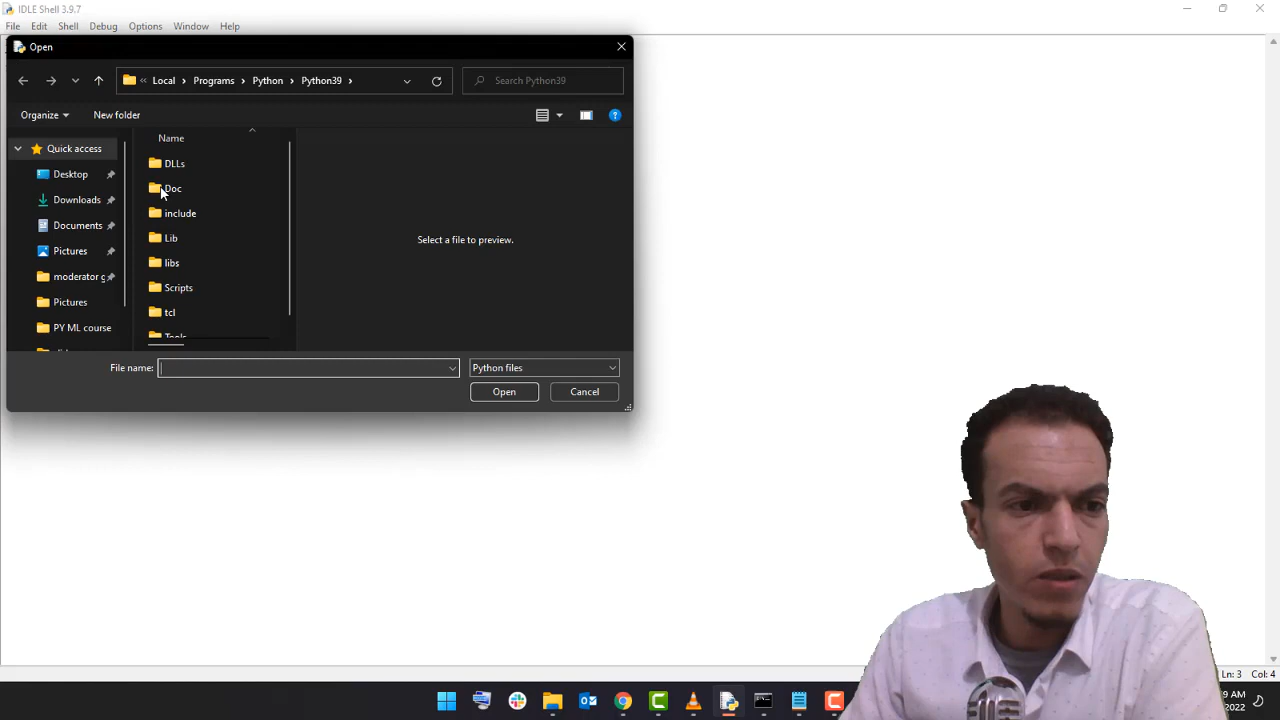 IDLE Shell 3.9.7
File Edit Shell Debug Options Window Help
Open
« Local › Programs › Python › Python39 ›
Search Python39
Organize
New folder
Name
Quick access
Desktop
Downloads
Documents
Pictures
moderator g
Pictures
PY ML course
DLLs
Doc
include
Lib
libs
Scripts
tcl
Tools
Select a file to preview.
File name:
Python files
Open
Cancel
Ln: 3 Col: 4
9 AM
2022